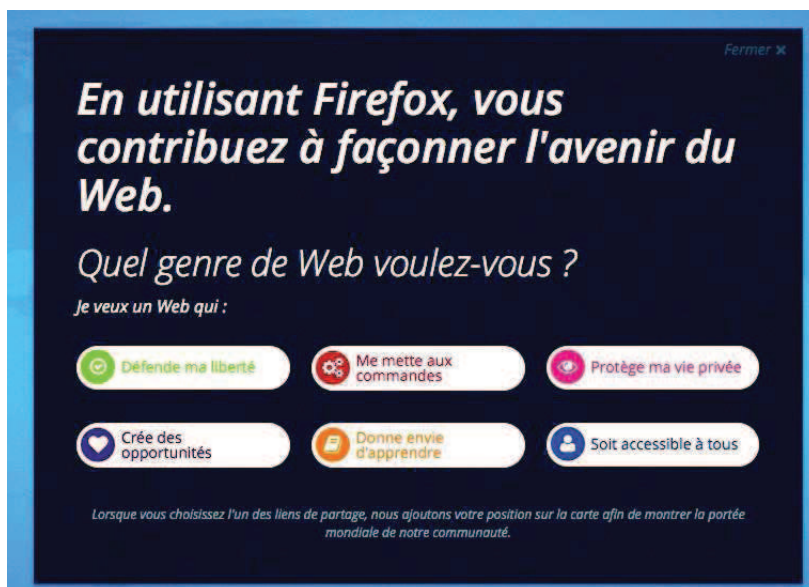 Fermer ×
En utilisant Firefox, vous
contribuez à façonner l'avenir du
Web.
Quel genre de Web voulez-vous ?
Je veux un Web qui :
Défende ma liberté
Me mette aux
commandes
Protège ma vie privée
Crée des
opportunités
Donne envie
d'apprendre
Soit accessible à tous
Lorsque vous choisissez l'un des liens de partage, nous ajoutons votre position sur la carte afin de montrer la portée
mondiale de notre communauté.